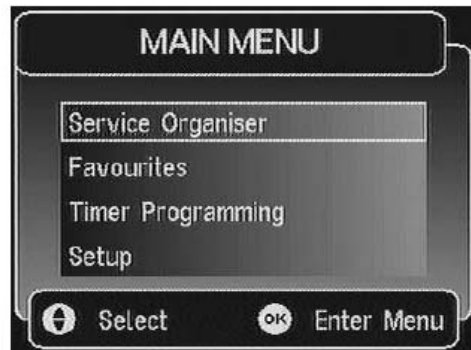 MAIN MENU
Service Organiser
Favourites
Timer Programming
Setup
Select OK Enter Menu